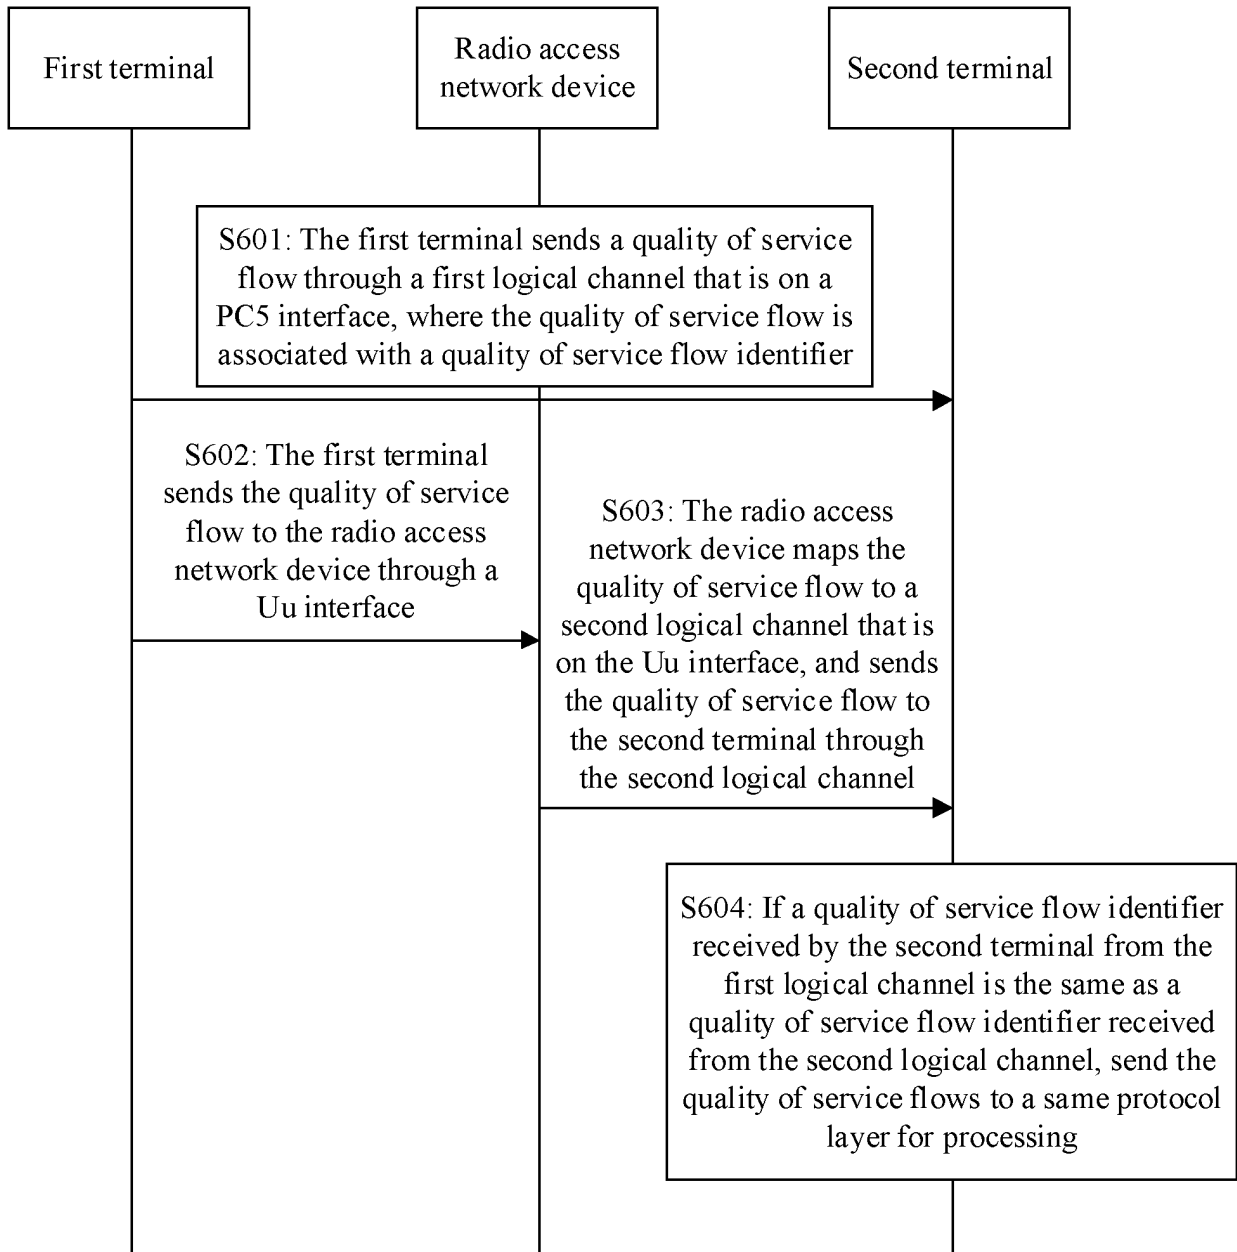 First terminal
Radio access
network device
Second terminal
S601: The first terminal sends a quality of service
flow through a first logical channel that is on a
PC5 interface, where the quality of service flow is
associated with a quality of service flow identifier
S602: The first terminal
sends the quality of service
flow to the radio access
network device through a
Uu interface
S603: The radio access
network device maps the
quality of service flow to a
second logical channel that is
on the Uu interface, and sends
the quality of service flow to
the second terminal through
the second logical channel
S604: If a quality of service flow identifier
received by the second terminal from the
first logical channel is the same as a
quality of service flow identifier received
from the second logical channel, send the
quality of service flows to a same protocol
layer for processing